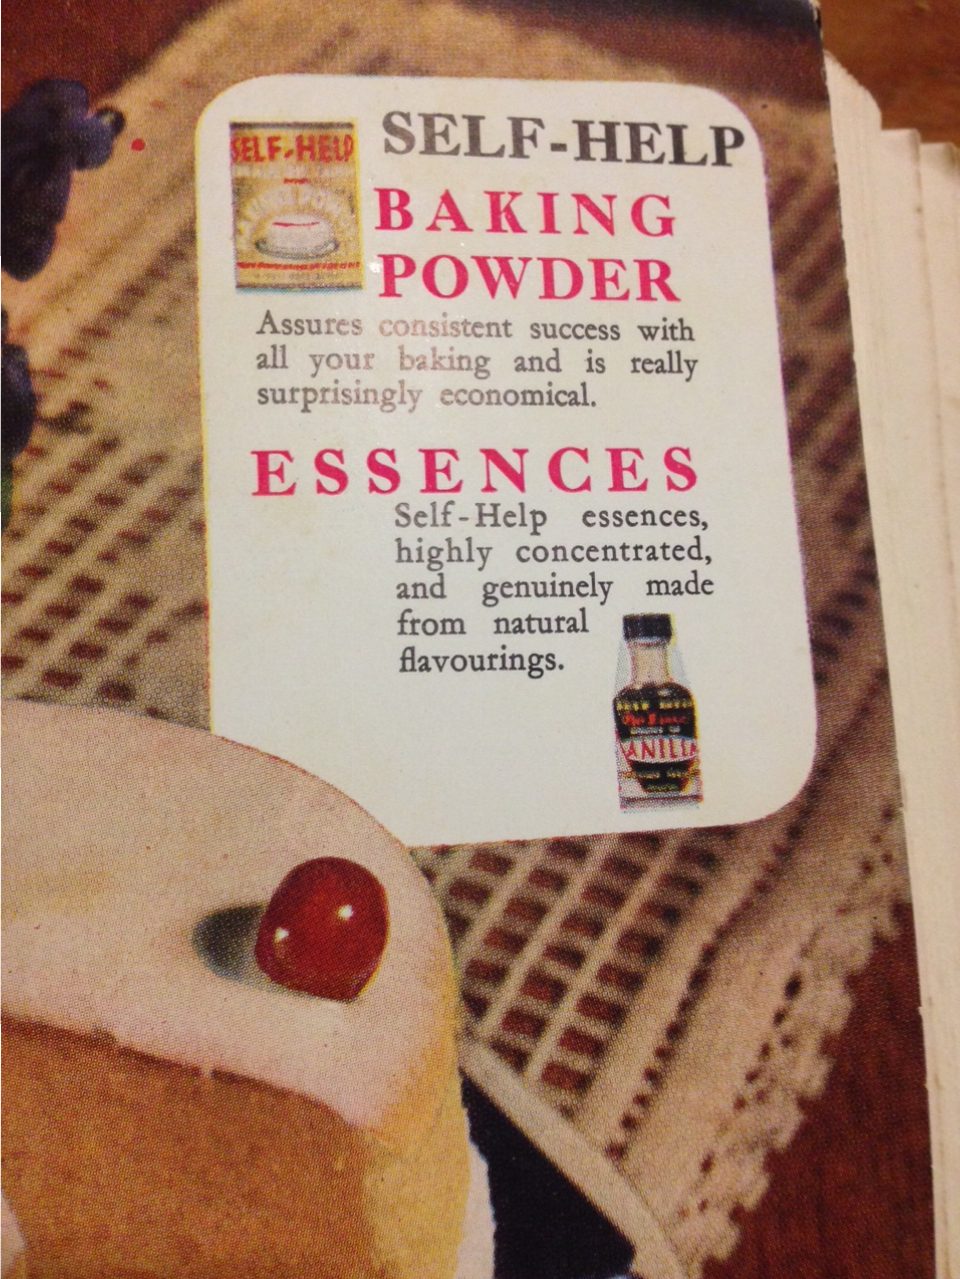 SELF-HELP
SELF-HELP
BAKING
POWDER
Assures consistent success with
all your baking and is really
surprisingly economical.
ESSENCES
Self-Help essences,
highly concentrated,
and genuinely made
from natural
flavourings.
VANILLA